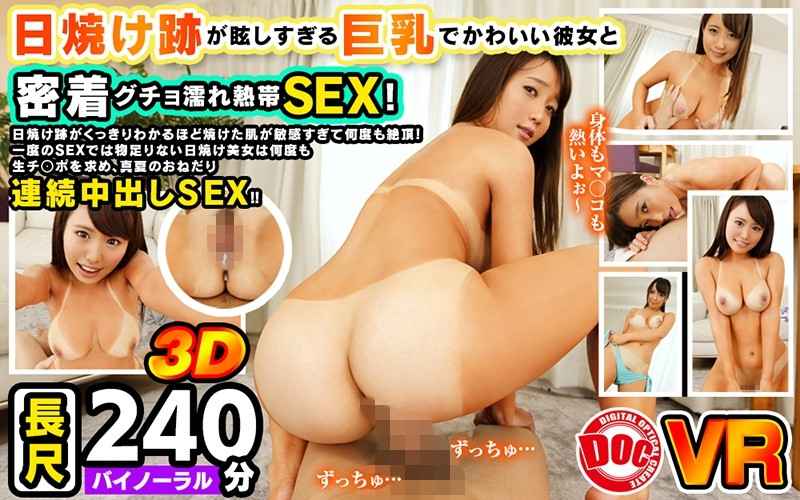 日焼け跡が眩しすぎる巨乳でかわいい彼女と
密着グチョ濡れ熱帯SEX!
日焼け跡がくっきりわかるほど焼けた肌が敏感すぎて何度も絶頂!
一度のSEXでは物足りない日焼け美女は何度も
生チ○ポを求め、真夏のおねだり
連続中出しSEX!!
身体もマ○コも
熱いよぉ～
3D
長尺
240分
バイノーラル
ずっちゅ…
ずっちゅ…
DIGITAL OPTICAL CREATE
DOC
VR